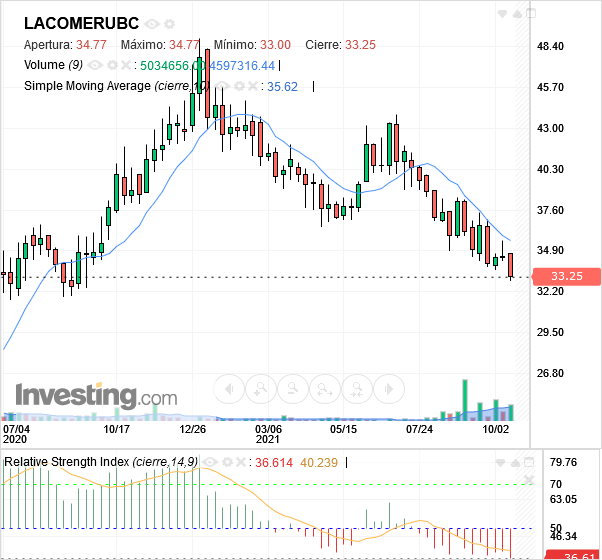 LACOMERUBC
Apertura: 34.77 Máximo: 34.77 Mínimo: 33.00 Cierre: 33.25
Volume (9) : 5034656.00 4597316.44
Simple Moving Average (cierre,10) : 35.62
48.40
45.70
43.00
40.30
37.60
34.90
33.25
32.20
29.50
26.80
Investing.com
07/04 10/17 12/26 03/06 05/15 07/24 10/02
2020 2021
Relative Strength Index (cierre,14,9) : 36.614 40.239
79.76
70
63.05
50
46.34
36.61